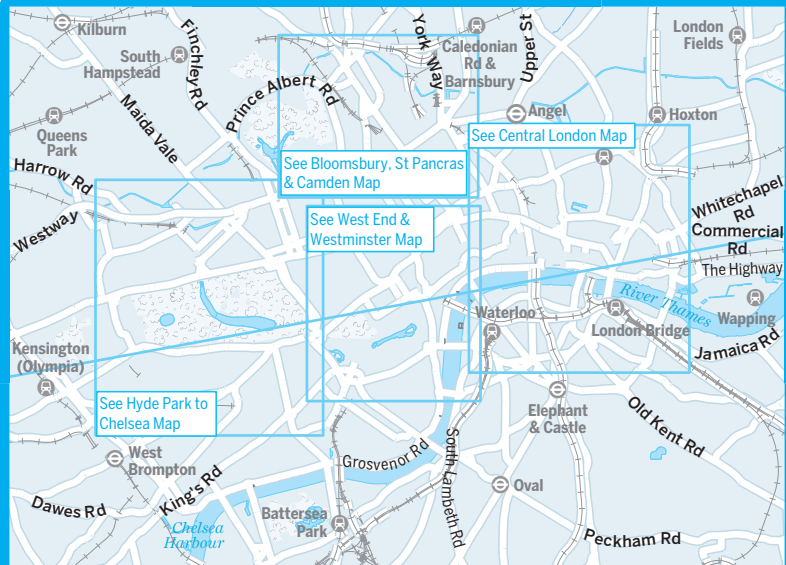 Kilburn
South
Hampstead
Finchley Rd
York Way
Caledonian
Rd &
Barnsbury
Upper St
London
Fields
Queens
Park
Maida Vale
Prince Albert Rd
Angel
Hoxton
See Central London Map
Harrow Rd
See Bloomsbury, St Pancras
& Camden Map
Westway
See West End &
Westminster Map
Whitechapel
Rd
Commercial
Rd
The Highway
River Thames
Wapping
Waterloo
London Bridge
Kensington
(Olympia)
Jamaica Rd
See Hyde Park to
Chelsea Map
Elephant
& Castle
Old Kent Rd
West
Brompton
Grosvenor Rd
South Lambeth Rd
King's Rd
Oval
Dawes Rd
Chelsea
Harbour
Battersea
Park
Peckham Rd